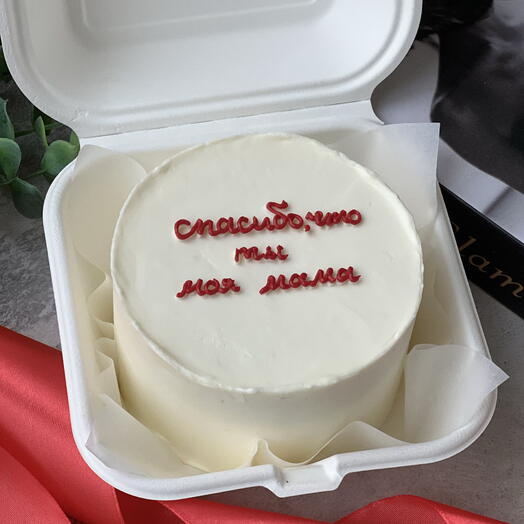 спасибо, что
ты
моя мама